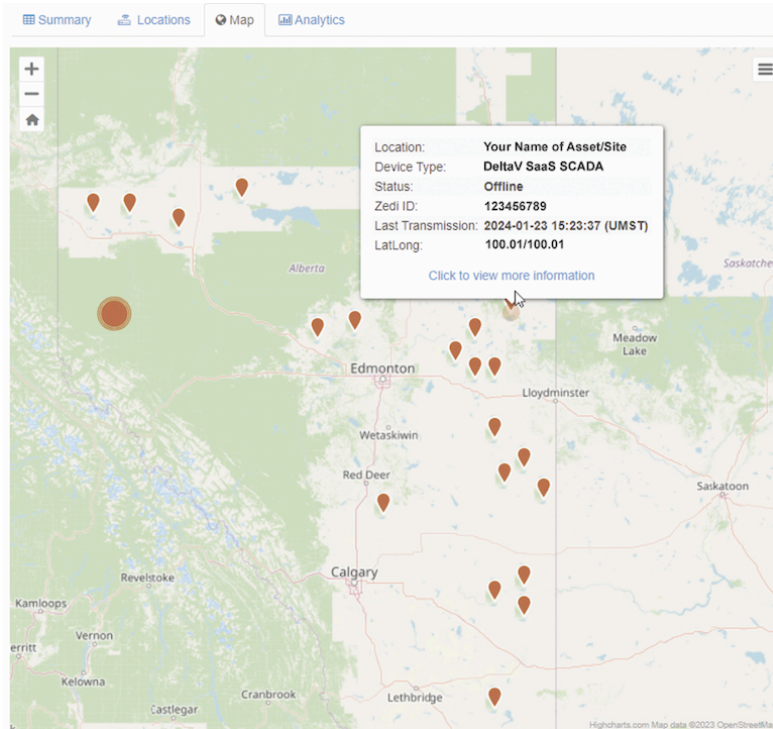 Summary Locations Map Analytics
Location: Your Name of Asset/Site
Device Type: DeltaV SaaS SCADA
Status: Offline
Zedi ID: 123456789
Last Transmission: 2024-01-23 15:23:37 (UMST)
LatLong: 100.01/100.01
Click to view more information
Alberta
Saskatche
Meadow
Lake
Edmonton
Lloydminster
Wetaskiwin
Red Deer
Saskatoon
Calgary
Revelstoke
Kamloops
Vernon
erritt
Kelowna
Cranbrook
Lethbridge
Castlegar
Highcharts.com Map data ©2023 OpenStreetMa